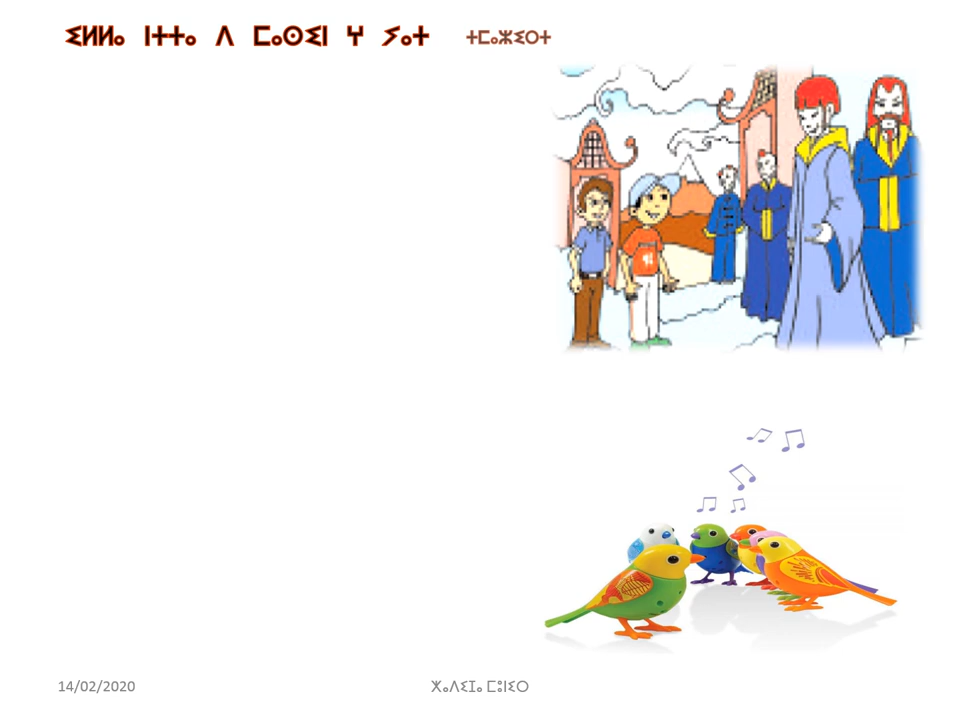 ⵉⵍⵍⴰ ⵏⵜⵜⴰ ⴷ ⵎⴰⵙⵉⵏ ⵖ ⵢⴰⵜ ⵜⵎⴰⵣⵉⵔⵜ
14/02/2020 ⵅⴰⴷⵉⵊⴰ ⵎⵓⵏⵉⵔ